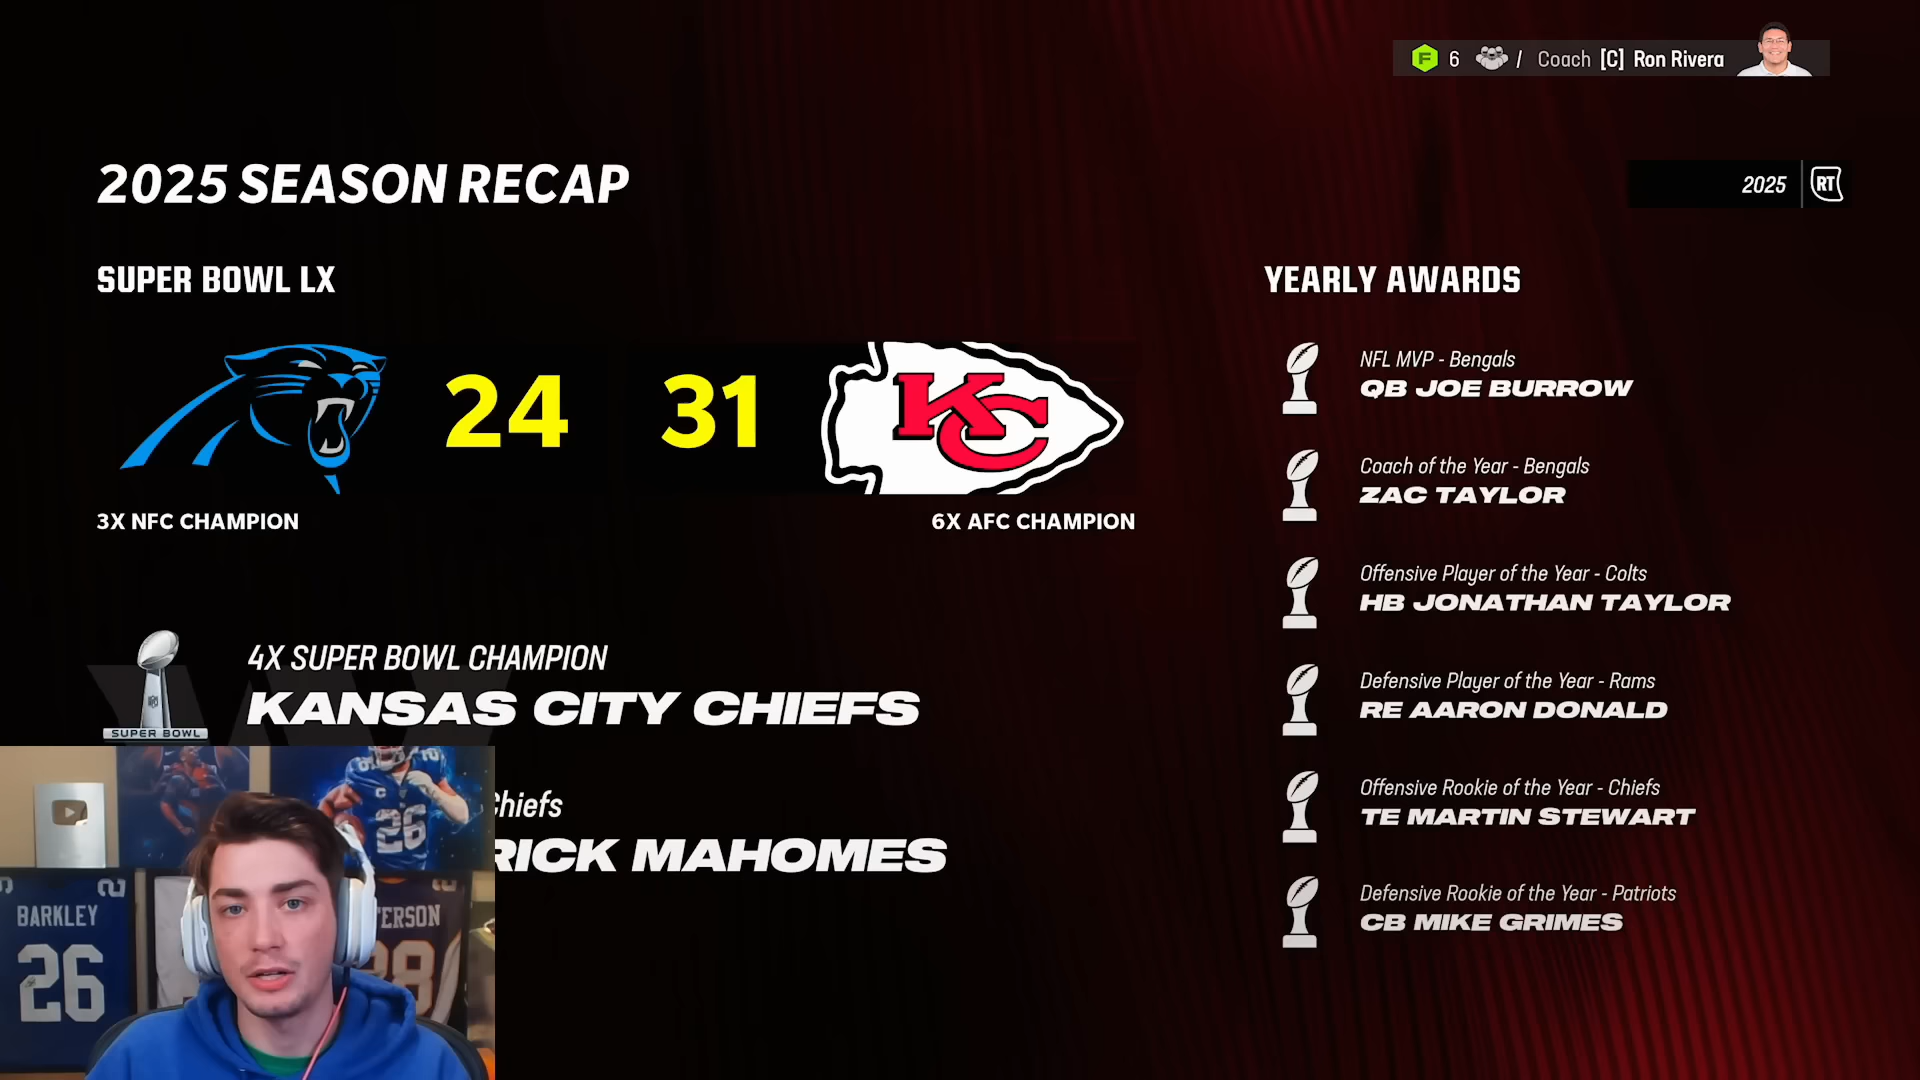 F 6 / Coach [C] Ron Rivera
2025 SEASON RECAP
2025 RT
SUPER BOWL LX
24 31
KC
3X NFC CHAMPION
6X AFC CHAMPION
4X SUPER BOWL CHAMPION
KANSAS CITY CHIEFS
SUPER BOWL
Chiefs
RICK MAHOMES
YEARLY AWARDS
NFL MVP - Bengals
QB JOE BURROW
Coach of the Year - Bengals
ZAC TAYLOR
Offensive Player of the Year - Colts
HB JONATHAN TAYLOR
Defensive Player of the Year - Rams
RE AARON DONALD
Offensive Rookie of the Year - Chiefs
TE MARTIN STEWART
Defensive Rookie of the Year - Patriots
CB MIKE GRIMES
26
BARKLEY
26
ERSON